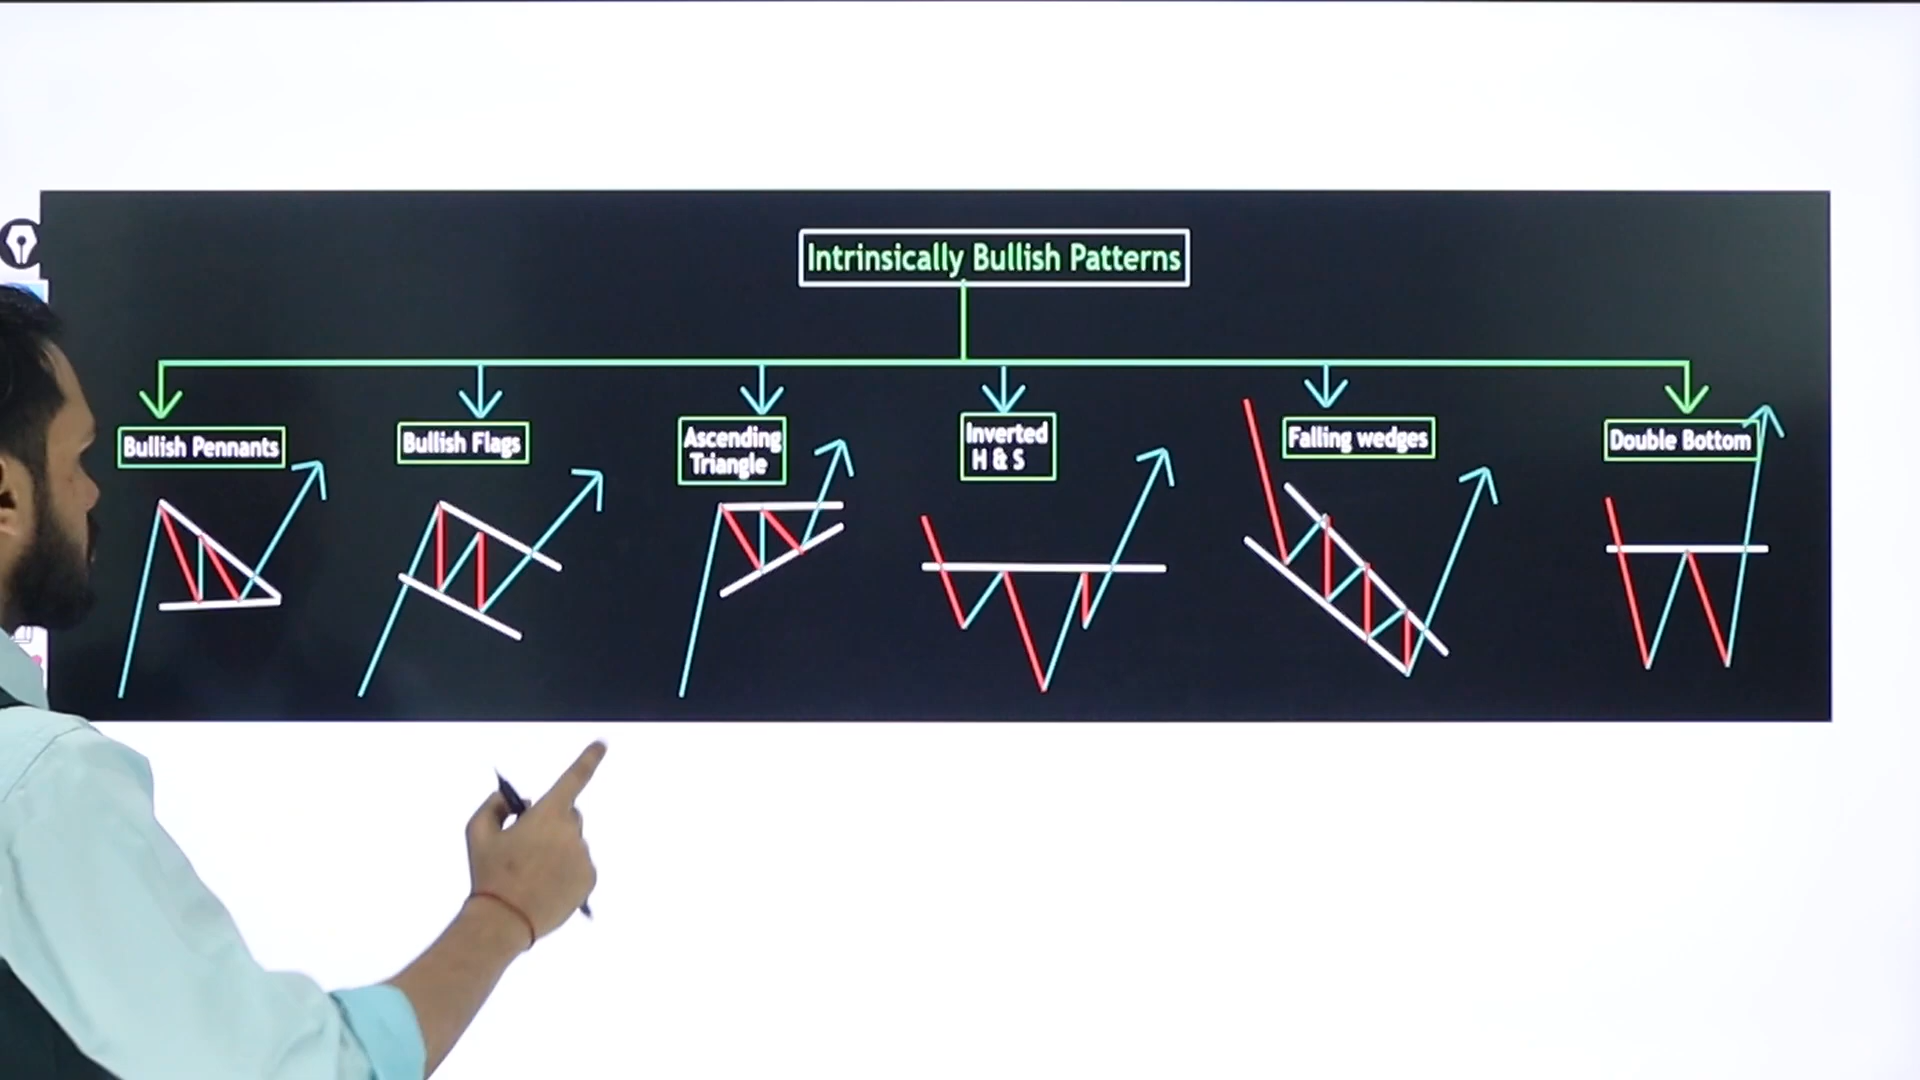 Intrinsically Bullish Patterns
Bullish Pennants
Bullish Flags
Ascending
Triangle
Inverted
H & S
Falling wedges
Double Bottom